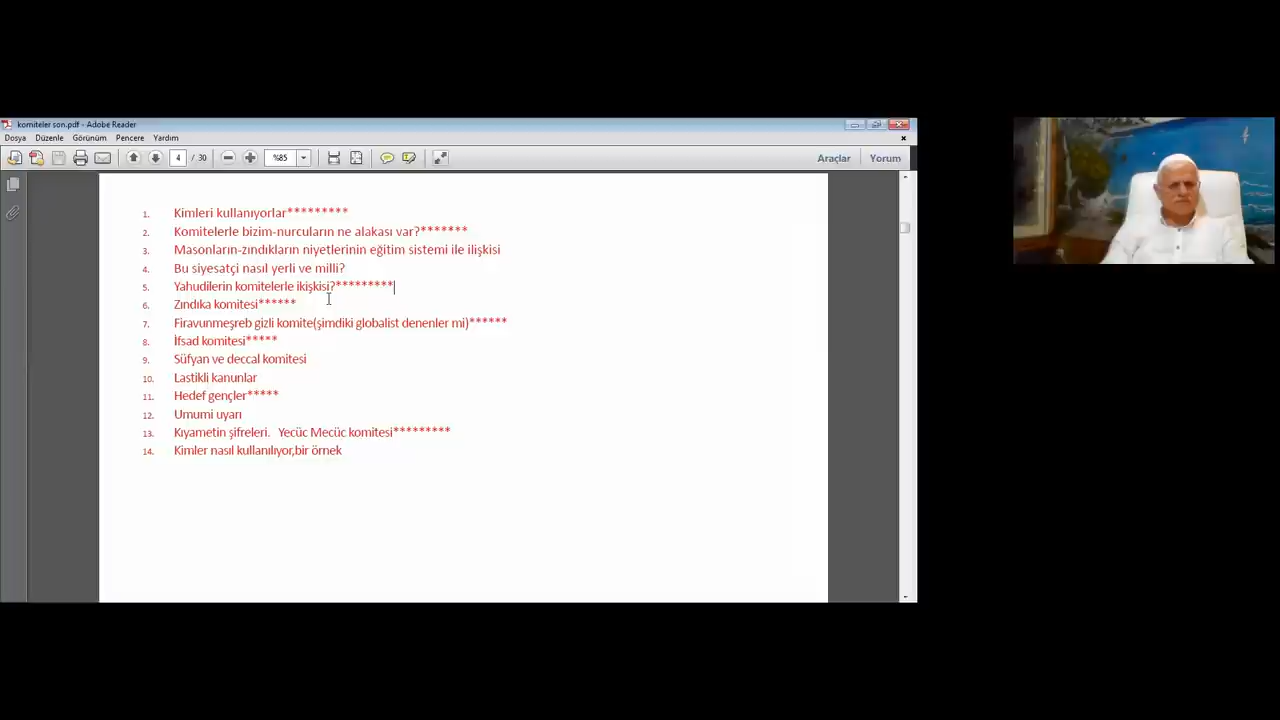 komiteler son.pdf - Adobe Reader
Dosya Düzenle Görünüm Pencere Yardım
4 / 30 %85 Araçlar Yorum
1. Kimleri kullanıyorlar*********
2. Komitelerle bizim-nurcuların ne alakası var?*******
3. Masonların-zındıkların niyetlerinin eğitim sistemi ile ilişkisi
4. Bu siyesatçi nasıl yerli ve milli?
5. Yahudilerin komitelerle ikişkisi?*********
6. Zındıka komitesi******
7. Firavunmeşreb gizli komite(şimdiki globalist denenler mi)******
8. İfsad komitesi*****
9. Süfyan ve deccal komitesi
10. Lastikli kanunlar
11. Hedef gençler*****
12. Umumi uyarı
13. Kıyametin şifreleri. Yecüc Mecüc komitesi*********
14. Kimler nasıl kullanılıyor,bir örnek